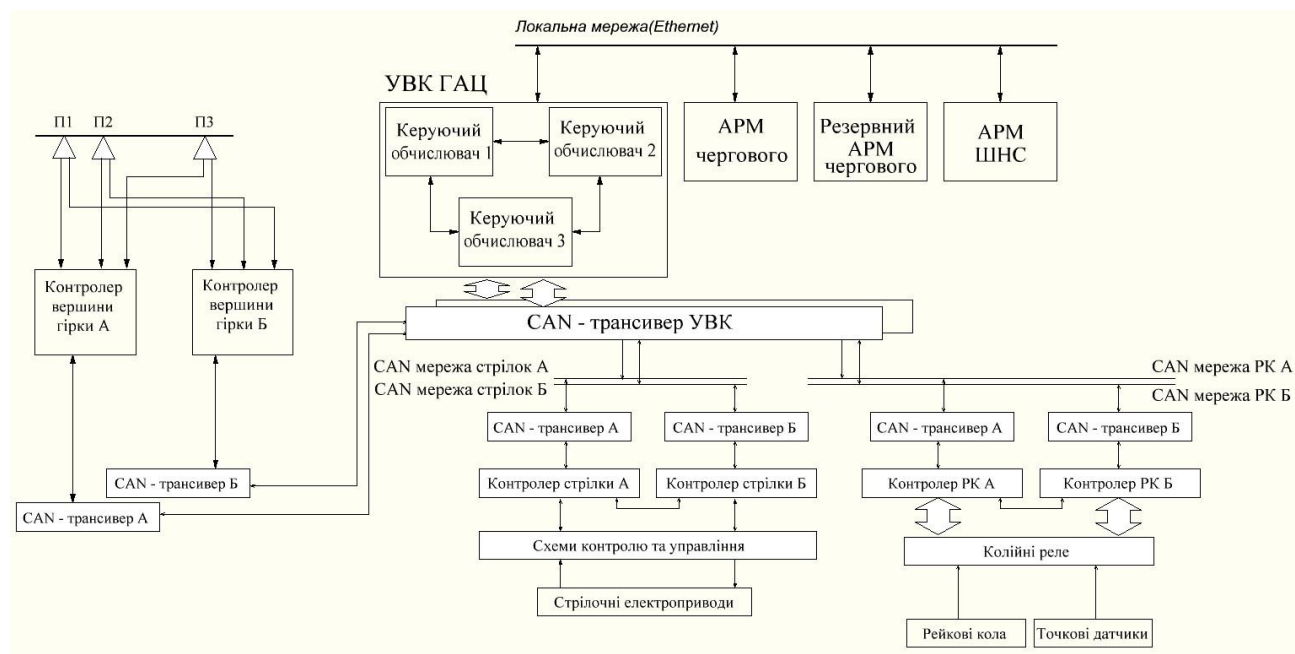 Локальна мережа(Ethernet)
УВК ГАЦ
П1 П2 П3
Керуючий
обчислювач 1
Керуючий
обчислювач 2
Керуючий
обчислювач 3
АРМ
чергового
Резервний
АРМ
чергового
АРМ
ШНС
Контролер
вершини
гірки А
Контролер
вершини
гірки Б
CAN - трансивер УВК
CAN мережа стрілок А
CAN мережа стрілок Б
CAN мережа РК А
CAN мережа РК Б
CAN - трансивер А
CAN - трансивер Б
CAN - трансивер А
CAN - трансивер Б
CAN - трансивер Б
CAN - трансивер А
Контролер стрілки А
Контролер стрілки Б
Контролер РК А
Контролер РК Б
Схеми контролю та управління
Колійні реле
Стрілочні електроприводи
Рейкові кола
Точкові датчики